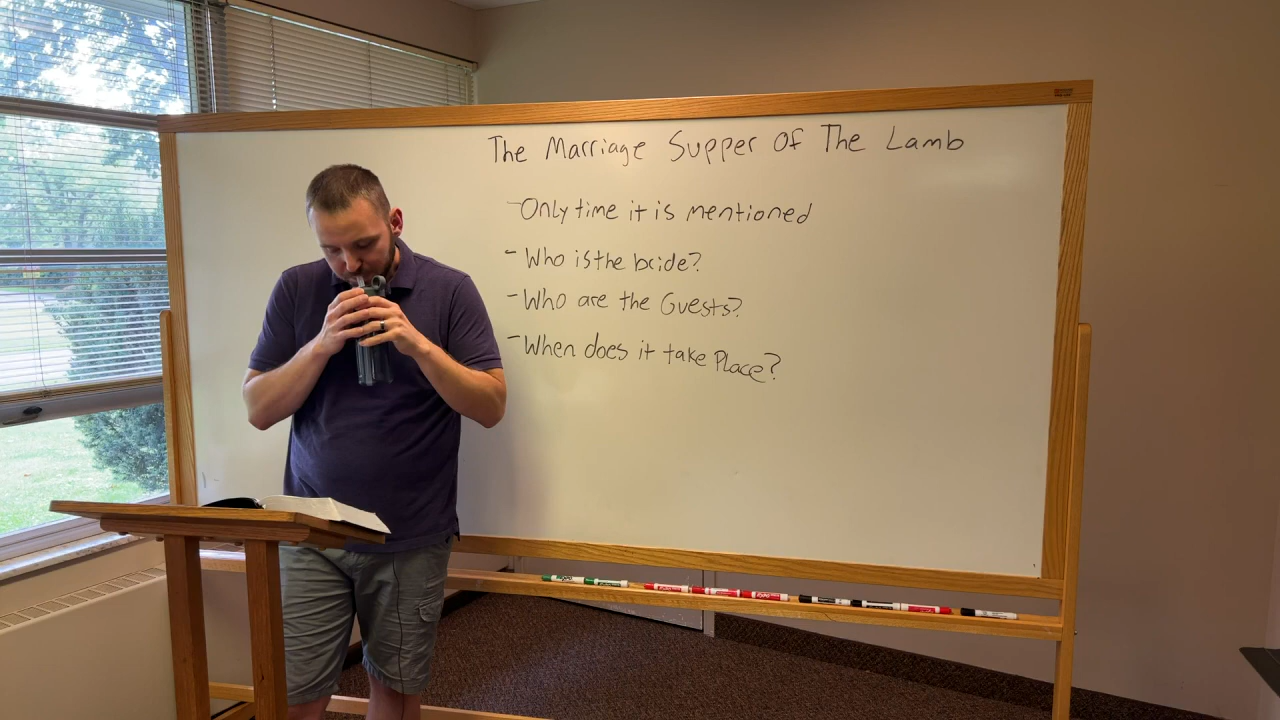 The Marriage Supper Of The Lamb
- Only time it is mentioned
- Who is the bride?
- Who are the Guests?
- When does it take Place?